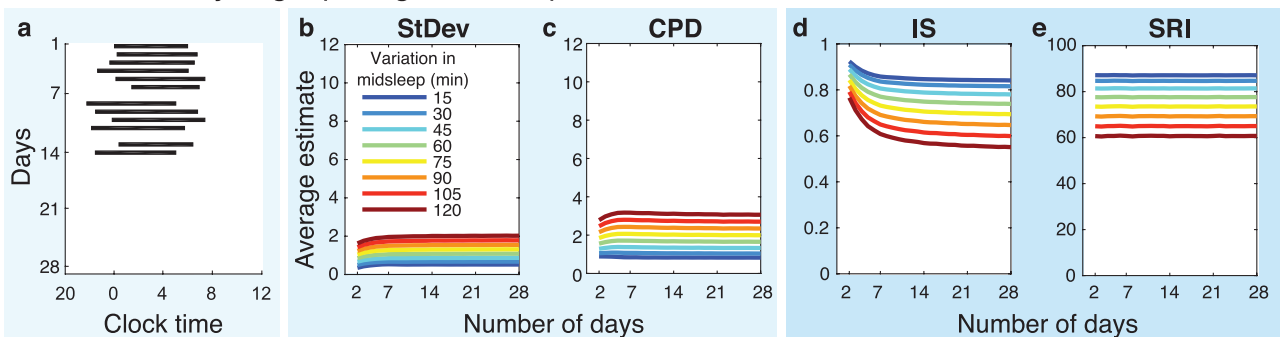 a
1
7
14
21
28
Days
20 0 4 8 12
Clock time
b StDev
12
10
8
6
4
2
0
Average estimate
Variation in
midsleep (min)
15
30
45
60
75
90
105
120
2 7 14 21 28
c CPD
12
10
8
6
4
2
0
2 7 14 21 28
Number of days
d IS
1
0.8
0.6
0.4
0.2
0
2 7 14 21 28
e SRI
100
80
60
40
20
0
2 7 14 21 28
Number of days